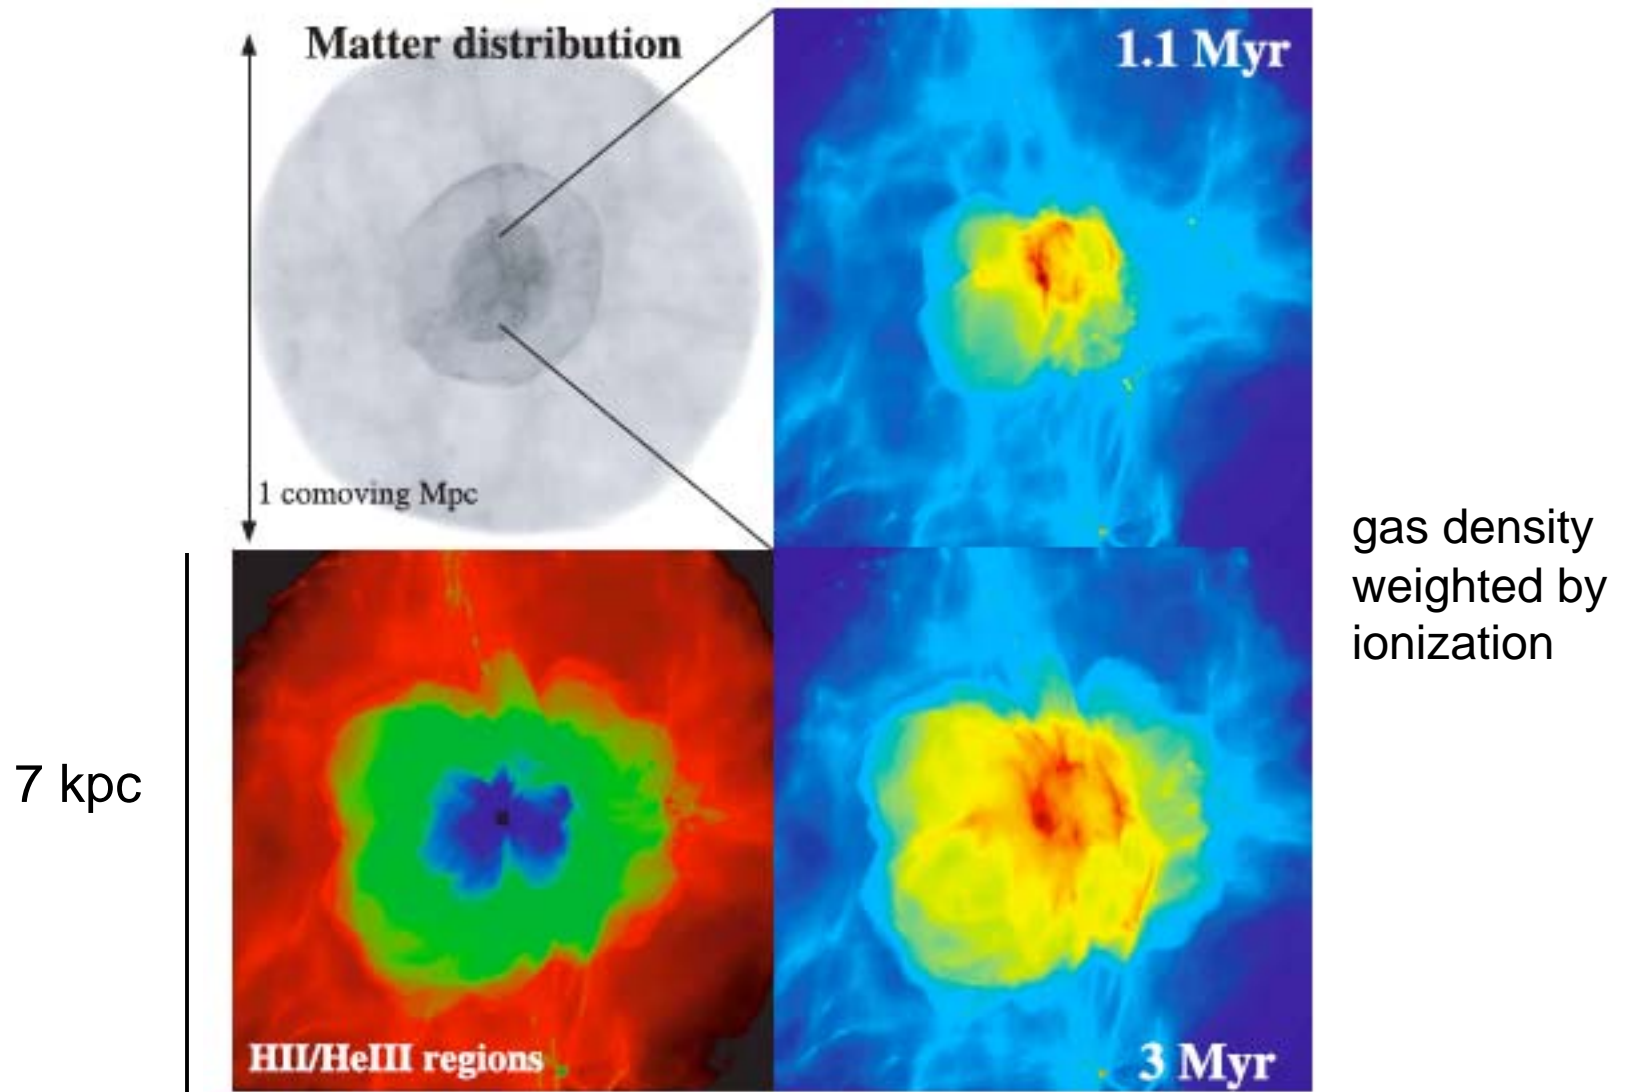 Matter distribution
1.1 Myr
1 comoving Mpc
gas density
weighted by
ionization
7 kpc
HII/HeIII regions
3 Myr